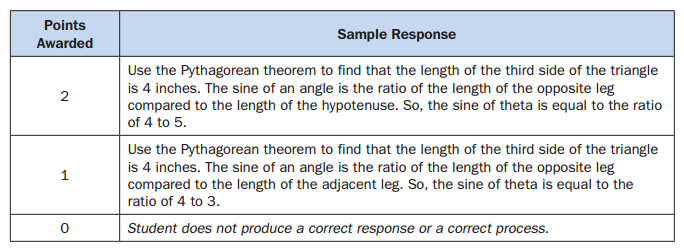 Points
Awarded
Sample Response
2
Use the Pythagorean theorem to find that the length of the third side of the triangle
is 4 inches. The sine of an angle is the ratio of the length of the opposite leg
compared to the length of the hypotenuse. So, the sine of theta is equal to the ratio
of 4 to 5.
1
Use the Pythagorean theorem to find that the length of the third side of the triangle
is 4 inches. The sine of an angle is the ratio of the length of the opposite leg
compared to the length of the adjacent leg. So, the sine of theta is equal to the
ratio of 4 to 3.
0
Student does not produce a correct response or a correct process.